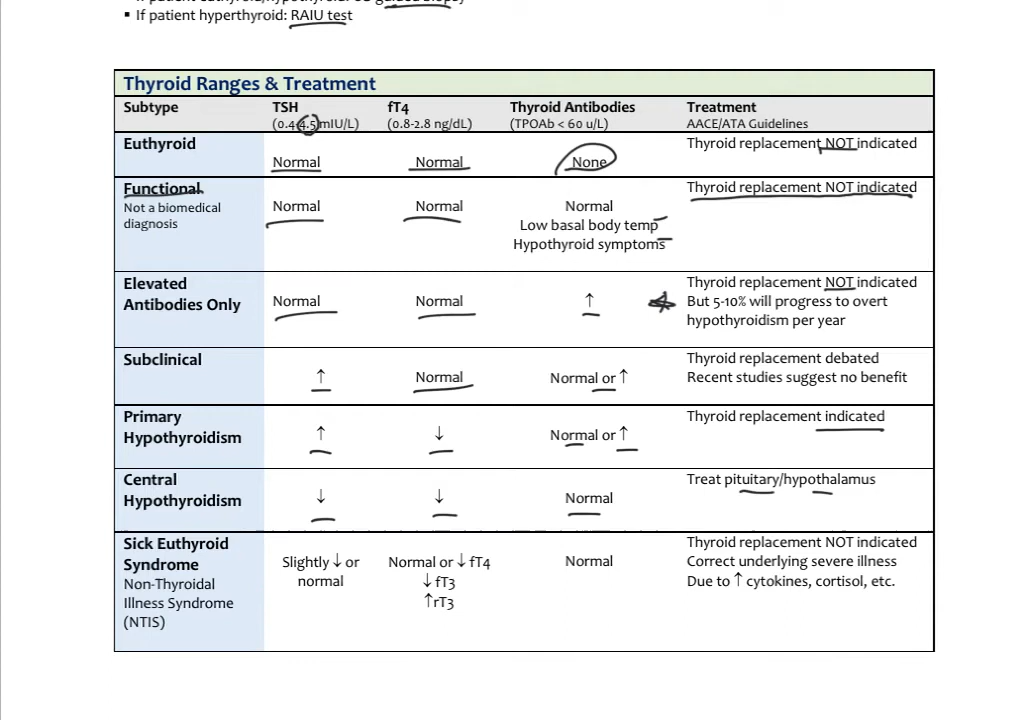 ▪ If patient hyperthyroid: RAIU test
Thyroid Ranges & Treatment
Subtype TSH fT4 Thyroid Antibodies Treatment
(0.4-4.5 mIU/L) (0.8-2.8 ng/dL) (TPOAb < 60 u/L) AACE/ATA Guidelines
Euthyroid Thyroid replacement NOT indicated
Normal Normal None
Functional Thyroid replacement NOT indicated
Not a biomedical Normal Normal Normal
diagnosis Low basal body temp
Hypothyroid symptoms
Elevated Thyroid replacement NOT indicated
Antibodies Only Normal Normal ↑ But 5-10% will progress to overt
hypothyroidism per year
Subclinical Thyroid replacement debated
↑ Normal Normal or ↑ Recent studies suggest no benefit
Primary Thyroid replacement indicated
Hypothyroidism ↑ ↓ Normal or ↑
Central Treat pituitary/hypothalamus
Hypothyroidism ↓ ↓ Normal
Sick Euthyroid Thyroid replacement NOT indicated
Syndrome Slightly ↓ or Normal or ↓ fT4 Normal Correct underlying severe illness
Non-Thyroidal normal ↓ fT3 Due to ↑ cytokines, cortisol, etc.
Illness Syndrome ↑rT3
(NTIS)